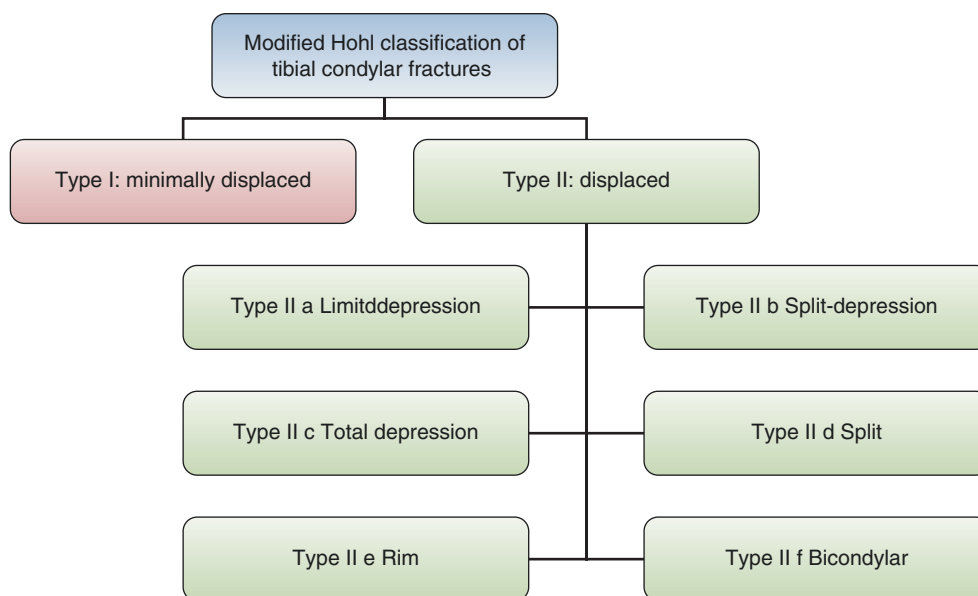 Modified Hohl classification of
tibial condylar fractures
Type I: minimally displaced
Type II: displaced
Type II a Limitddepression
Type II b Split-depression
Type II c Total depression
Type II d Split
Type II e Rim
Type II f Bicondylar